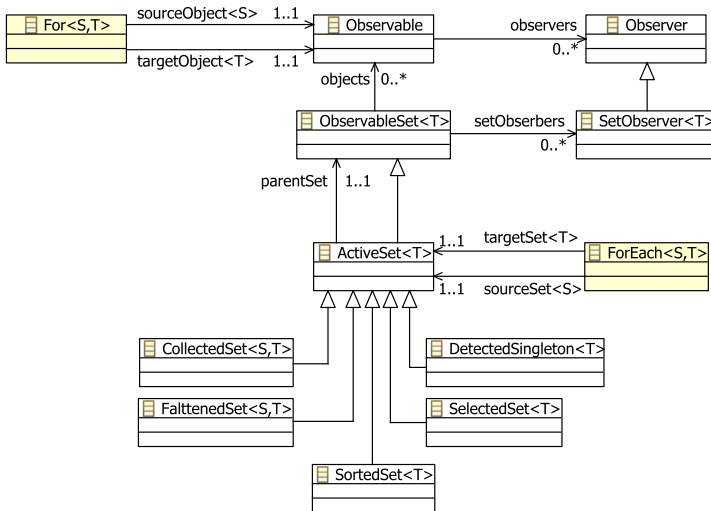 sourceObject<S> 1..1
For<S,T>
Observable
observers
Observer
targetObject<T> 1..1
0..*
objects 0..*
ObservableSet<T>
setObserbers
SetObserver<T>
0..*
parentSet 1..1
1..1 targetSet<T>
ActiveSet<T>
ForEach<S,T>
1..1 sourceSet<S>
CollectedSet<S,T>
DetectedSingleton<T>
FalttenedSet<S,T>
SelectedSet<T>
SortedSet<T>